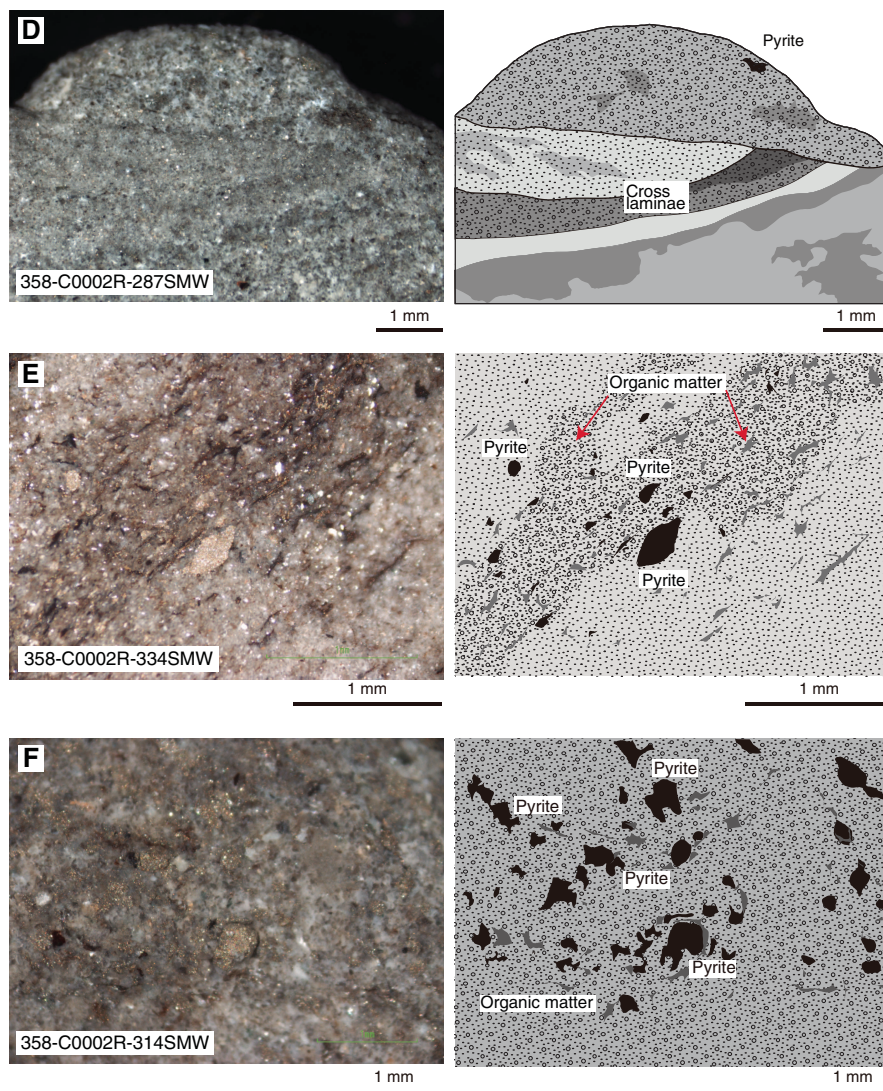 D
Pyrite
Cross
laminae
358-C0002R-287SMW
1 mm
1 mm
E
Organic matter
Pyrite
Pyrite
Pyrite
358-C0002R-334SMW
1 mm
1 mm
F
Pyrite
Pyrite
Pyrite
Pyrite
Organic matter
358-C0002R-314SMW
1 mm
1 mm